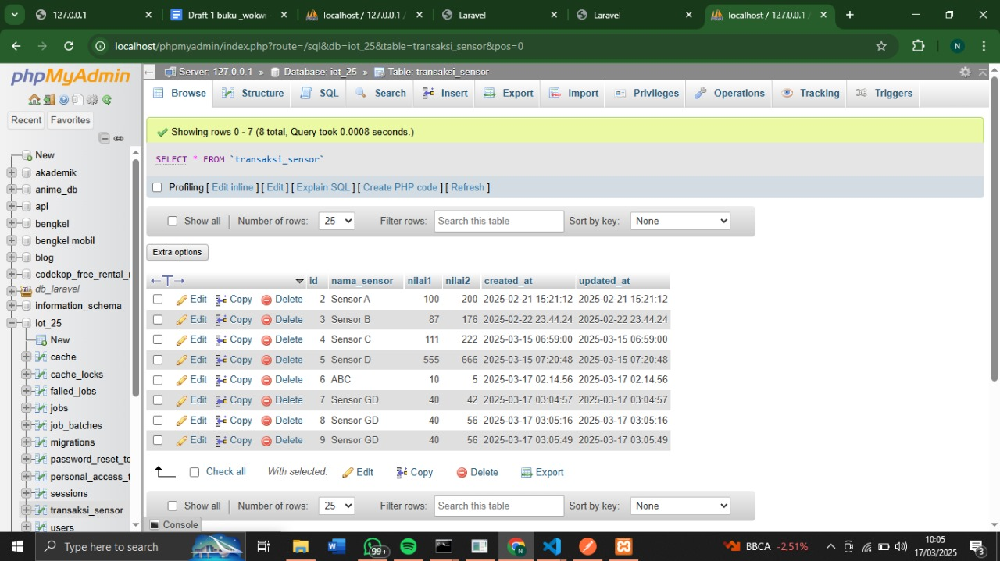 127.0.0.1
Draft 1 buku _wokwi
localhost / 127.0.0.1
Laravel
Laravel
localhost / 127.0.0.1 /
localhost/phpmyadmin/index.php?route=/sql&db=iot_25&table=transaksi_sensor&pos=0
N
phpMyAdmin
Server: 127.0.0.1 » Database: iot_25 » Table: transaksi_sensor
Browse Structure SQL Search Insert Export Import Privileges Operations Tracking Triggers
Recent Favorites
New
akademik
anime_db
api
bengkel
bengkel mobil
blog
codekop_free_rental_
db_laravel
information_schema
iot_25
New
cache
cache_locks
failed_jobs
jobs
job_batches
migrations
password_reset_to
personal_access_t
sessions
transaksi_sensor
users
Showing rows 0 - 7 (8 total, Query took 0.0008 seconds.)
SELECT * FROM `transaksi_sensor`
Profiling [ Edit inline ] [ Edit ] [ Explain SQL ] [ Create PHP code ] [ Refresh ]
Show all Number of rows: 25 Filter rows: Search this table Sort by key: None
Extra options
←T→ id nama_sensor nilai1 nilai2 created_at updated_at
Edit Copy Delete 2 Sensor A 100 200 2025-02-21 15:21:12 2025-02-21 15:21:12
Edit Copy Delete 3 Sensor B 87 176 2025-02-22 23:44:24 2025-02-22 23:44:24
Edit Copy Delete 4 Sensor C 111 222 2025-03-15 06:59:00 2025-03-15 06:59:00
Edit Copy Delete 5 Sensor D 555 666 2025-03-15 07:20:48 2025-03-15 07:20:48
Edit Copy Delete 6 ABC 10 5 2025-03-17 02:14:56 2025-03-17 02:14:56
Edit Copy Delete 7 Sensor GD 40 42 2025-03-17 03:04:57 2025-03-17 03:04:57
Edit Copy Delete 8 Sensor GD 40 56 2025-03-17 03:05:16 2025-03-17 03:05:16
Edit Copy Delete 9 Sensor GD 40 56 2025-03-17 03:05:49 2025-03-17 03:05:49
Check all With selected: Edit Copy Delete Export
Show all Number of rows: 25 Filter rows: Search this table Sort by key: None
Console
Type here to search
99+
N
BBCA -2,51%
10:05
17/03/2025
3